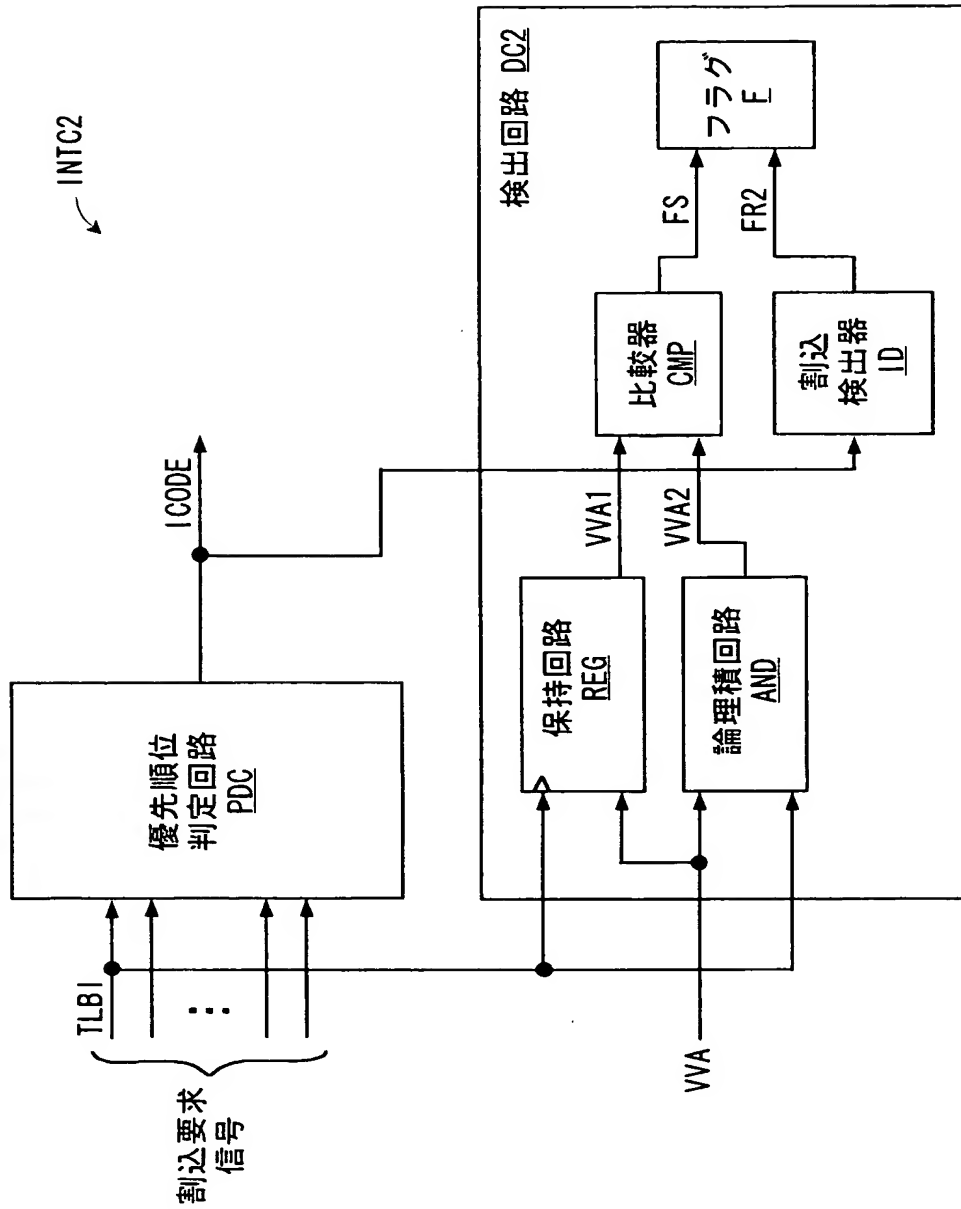 INTC2
割込要求
信号
TLBI
優先順位
判定回路
PDC
ICODE
検出回路 DC2
VVA
保持回路
REG
論理積回路
AND
VVA1
VVA2
比較器
CMP
割込
検出器
ID
FS
FR2
フラグ
F